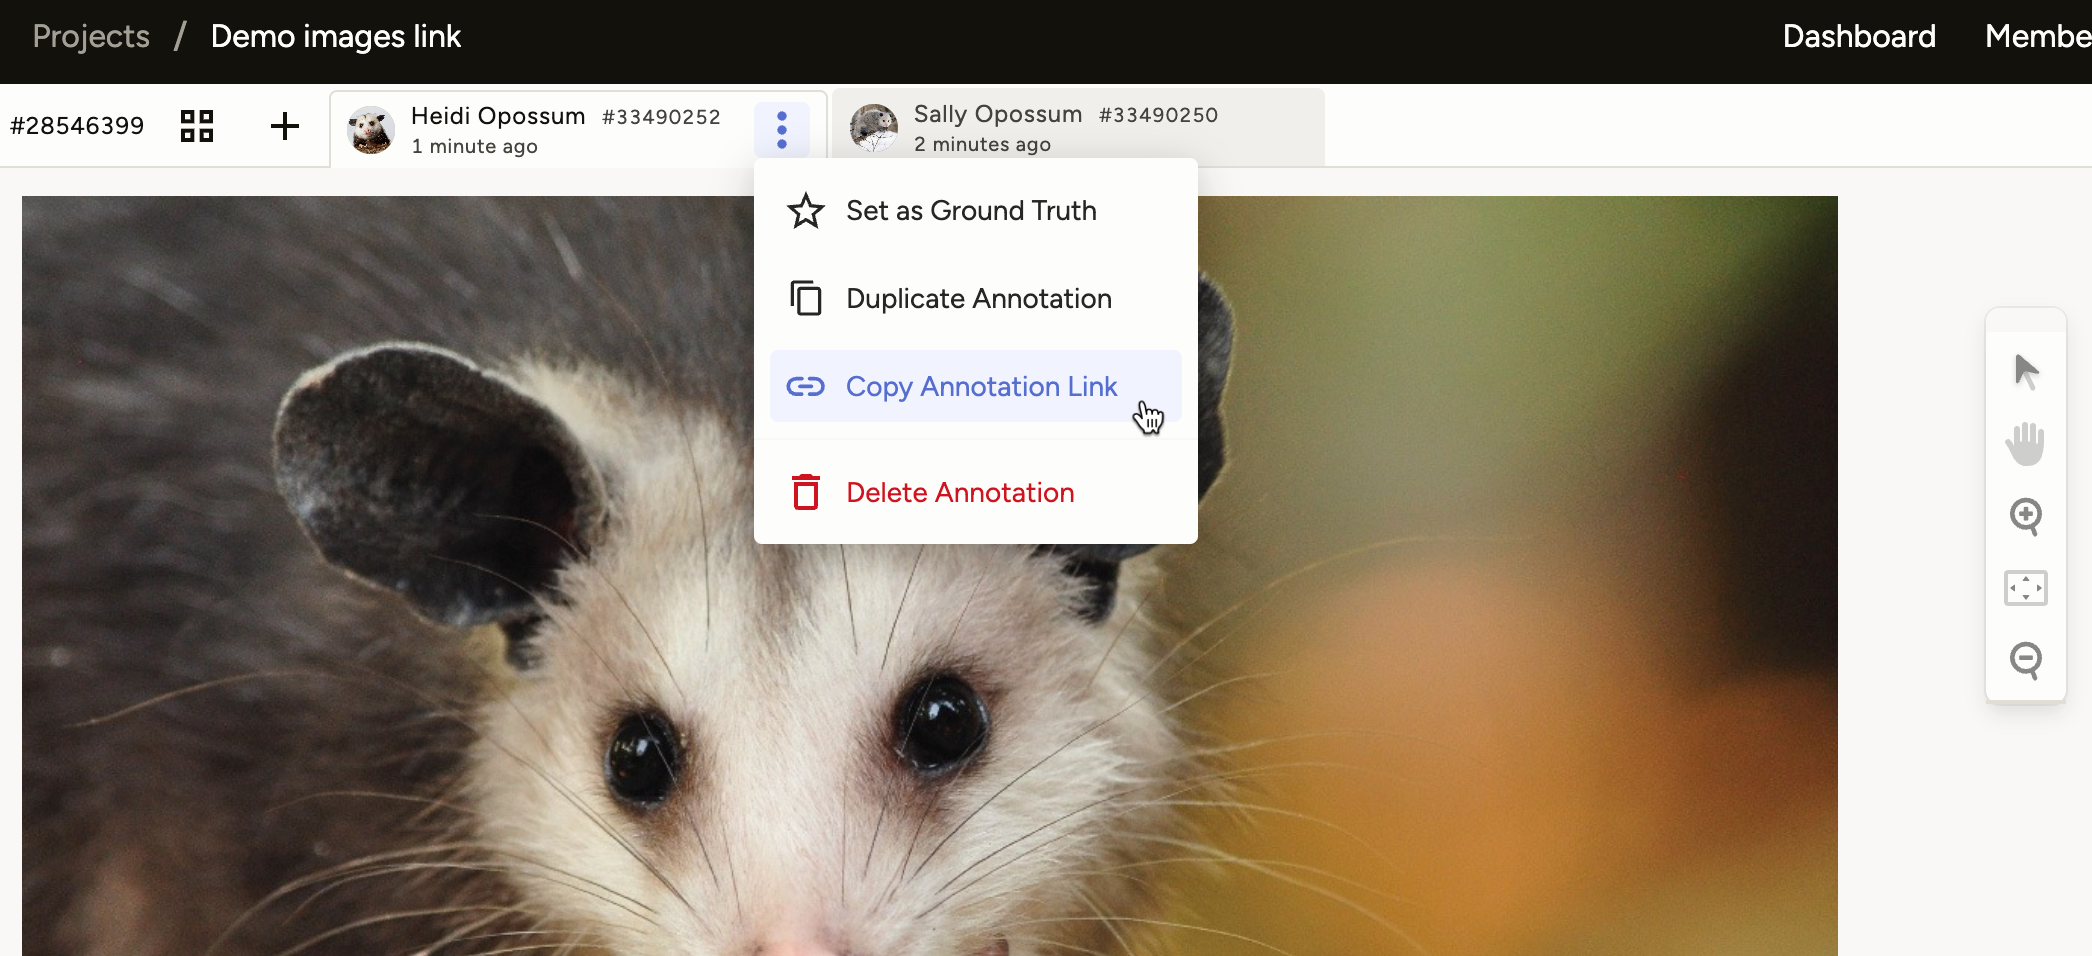 Projects / Demo images link
Dashboard Membe
#28546399
Heidi Opossum #33490252
1 minute ago
Sally Opossum #33490250
2 minutes ago
Set as Ground Truth
Duplicate Annotation
Copy Annotation Link
Delete Annotation